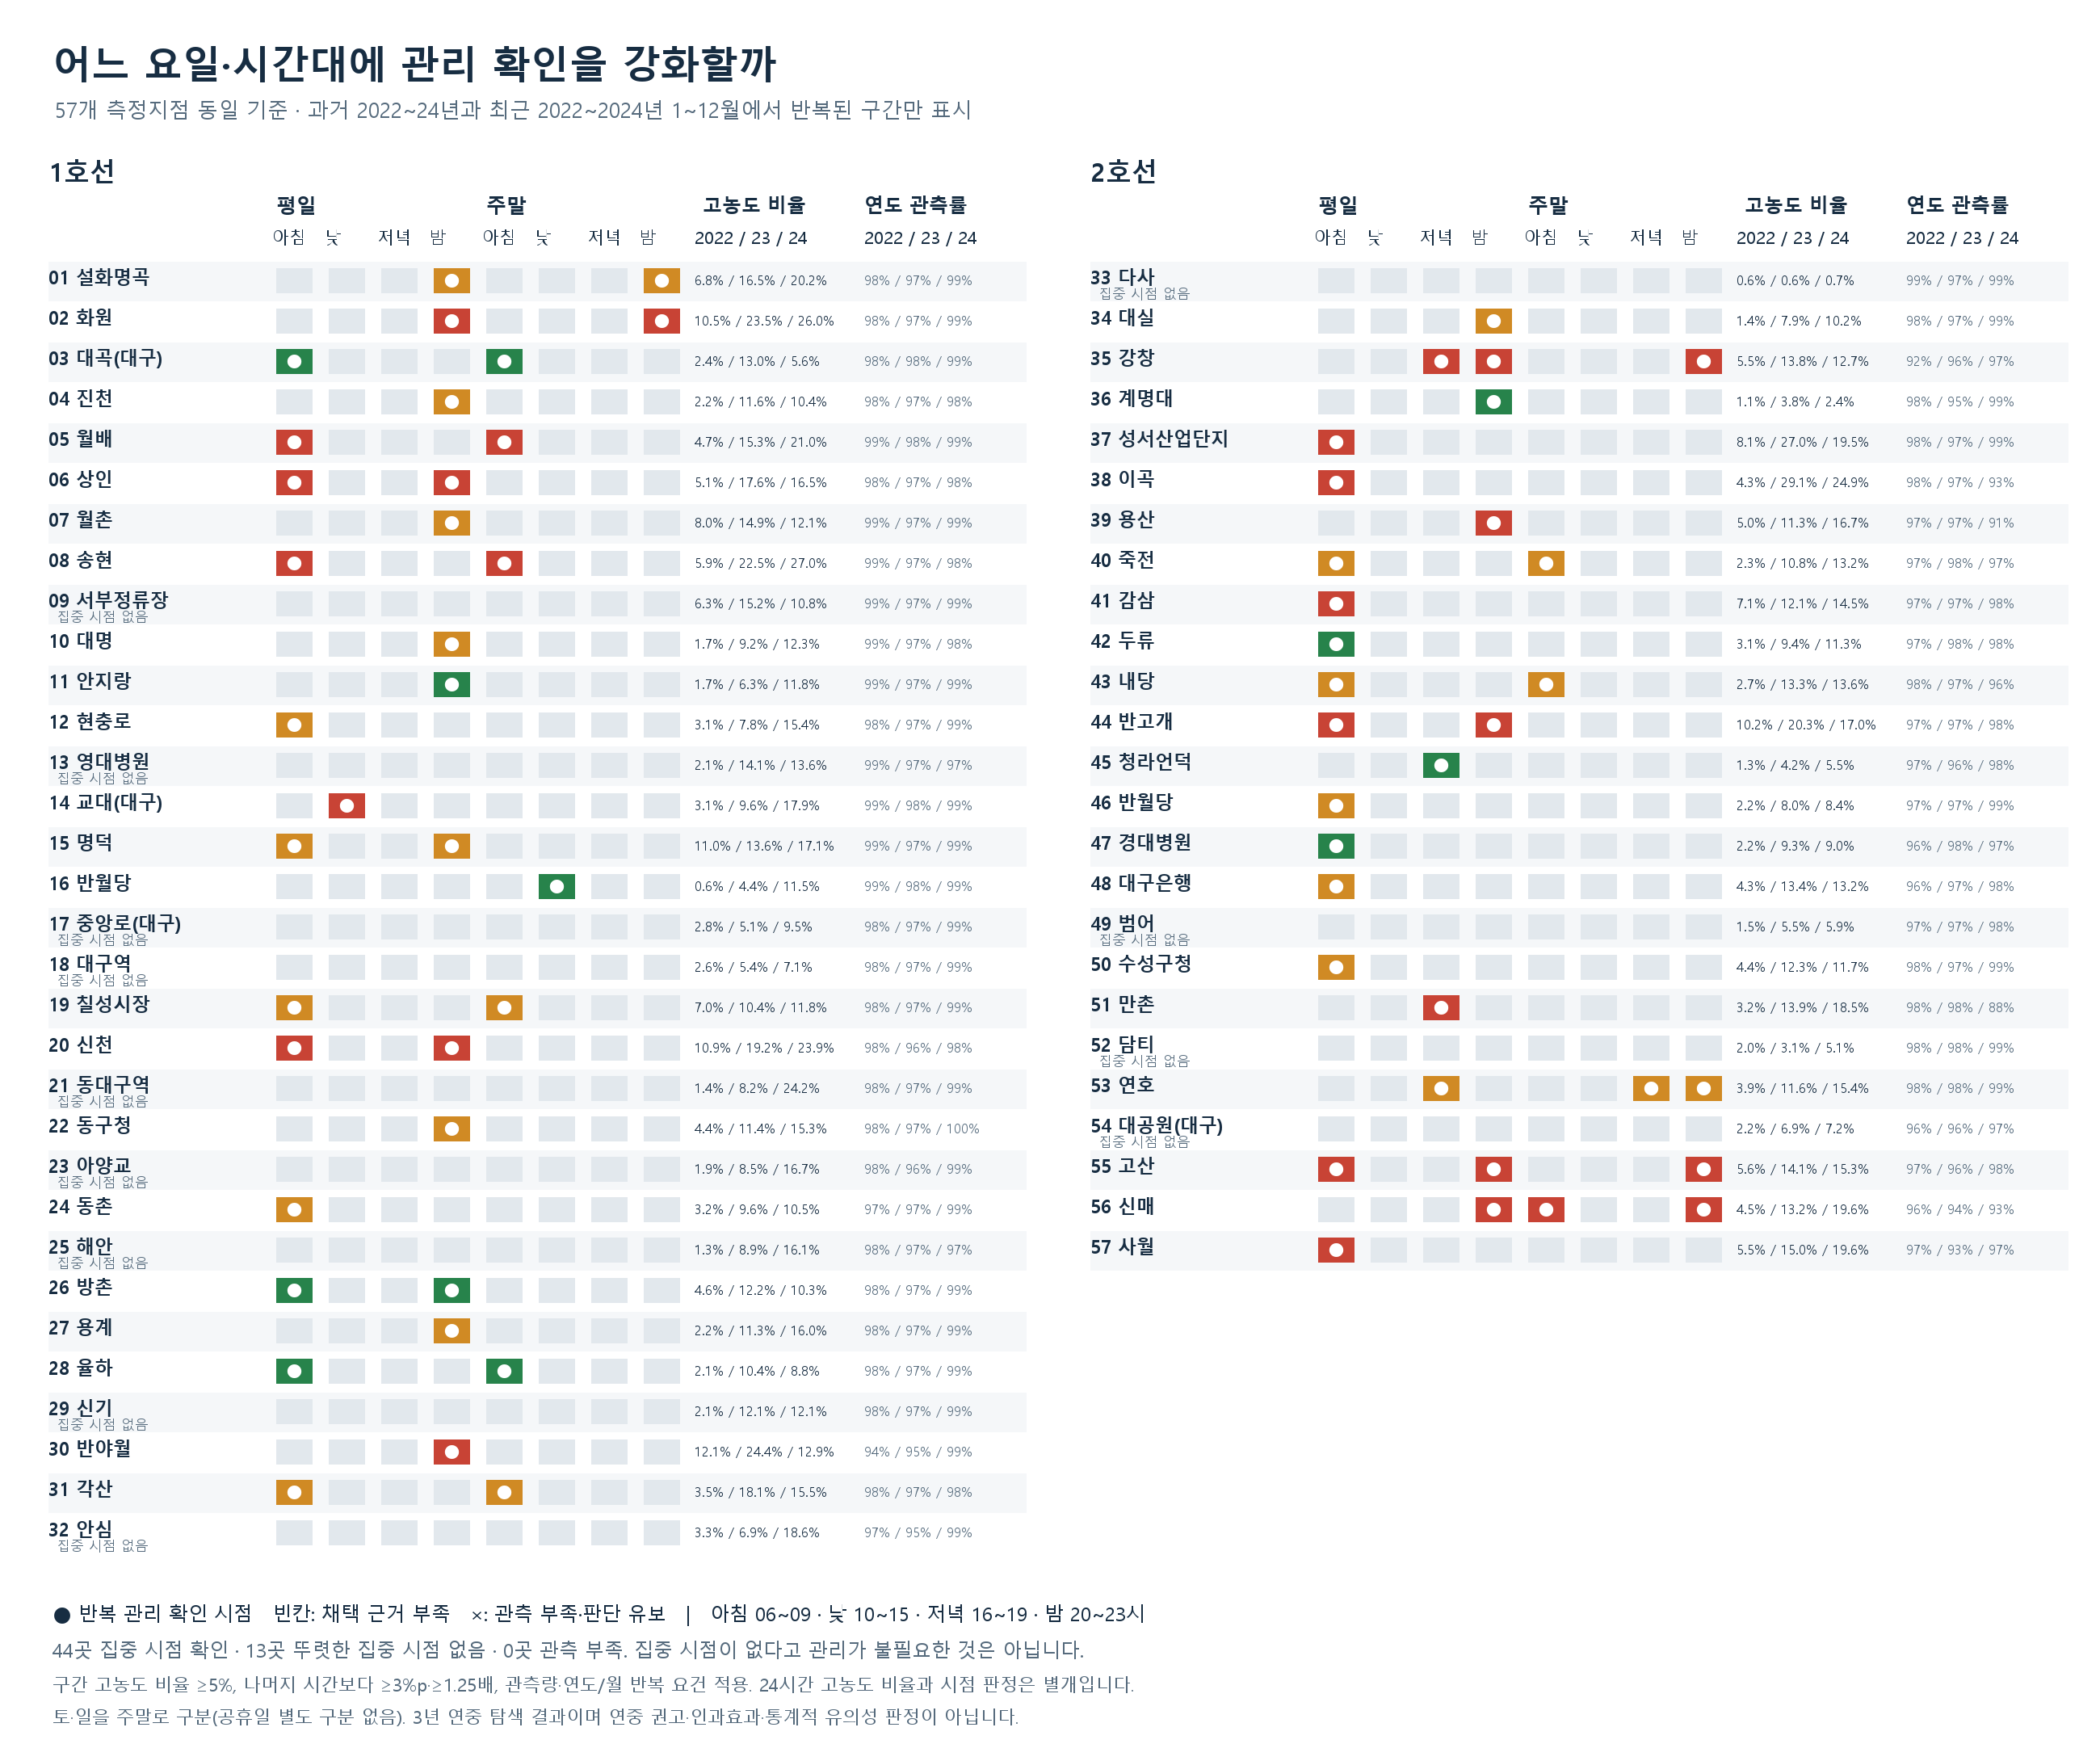 어느 요일·시간대에 관리 확인을 강화할까
57개 측정지점 동일 기준 · 과거 2022~24년과 최근 2022~2024년 1~12월에서 반복된 구간만 표시
1호선
평일 주말 고농도 비율 연도 관측률
아침 낮 저녁 밤 아침 낮 저녁 밤 2022 / 23 / 24 2022 / 23 / 24
01 설화명곡 6.8% / 16.5% / 20.2% 98% / 97% / 99%
02 화원 10.5% / 23.5% / 26.0% 98% / 97% / 99%
03 대곡(대구) 2.4% / 13.0% / 5.6% 98% / 98% / 99%
04 진천 2.2% / 11.6% / 10.4% 98% / 97% / 98%
05 월배 4.7% / 15.3% / 21.0% 99% / 98% / 99%
06 상인 5.1% / 17.6% / 16.5% 98% / 97% / 98%
07 월촌 8.0% / 14.9% / 12.1% 99% / 97% / 99%
08 송현 5.9% / 22.5% / 27.0% 99% / 97% / 98%
09 서부정류장 6.3% / 15.2% / 10.8% 99% / 97% / 99%
집중 시점 없음
10 대명 1.7% / 9.2% / 12.3% 99% / 97% / 98%
11 안지랑 1.7% / 6.3% / 11.8% 99% / 97% / 99%
12 현충로 3.1% / 7.8% / 15.4% 98% / 97% / 99%
13 영대병원 2.1% / 14.1% / 13.6% 99% / 97% / 97%
집중 시점 없음
14 교대(대구) 3.1% / 9.6% / 17.9% 99% / 98% / 99%
15 명덕 11.0% / 13.6% / 17.1% 99% / 97% / 99%
16 반월당 0.6% / 4.4% / 11.5% 99% / 98% / 99%
17 중앙로(대구) 2.8% / 5.1% / 9.5% 98% / 97% / 99%
집중 시점 없음
18 대구역 2.6% / 5.4% / 7.1% 98% / 97% / 99%
집중 시점 없음
19 칠성시장 7.0% / 10.4% / 11.8% 98% / 97% / 99%
20 신천 10.9% / 19.2% / 23.9% 98% / 96% / 98%
21 동대구역 1.4% / 8.2% / 24.2% 98% / 97% / 99%
집중 시점 없음
22 동구청 4.4% / 11.4% / 15.3% 98% / 97% / 100%
23 아양교 1.9% / 8.5% / 16.7% 98% / 96% / 99%
집중 시점 없음
24 동촌 3.2% / 9.6% / 10.5% 97% / 97% / 99%
25 해안 1.3% / 8.9% / 16.1% 98% / 97% / 97%
집중 시점 없음
26 방촌 4.6% / 12.2% / 10.3% 98% / 97% / 99%
27 용계 2.2% / 11.3% / 16.0% 98% / 97% / 99%
28 율하 2.1% / 10.4% / 8.8% 98% / 97% / 99%
29 신기 2.1% / 12.1% / 12.1% 98% / 97% / 99%
집중 시점 없음
30 반야월 12.1% / 24.4% / 12.9% 94% / 95% / 99%
31 각산 3.5% / 18.1% / 15.5% 98% / 97% / 98%
32 안심 3.3% / 6.9% / 18.6% 97% / 95% / 99%
집중 시점 없음
2호선
평일 주말 고농도 비율 연도 관측률
아침 낮 저녁 밤 아침 낮 저녁 밤 2022 / 23 / 24 2022 / 23 / 24
33 다사 0.6% / 0.6% / 0.7% 99% / 97% / 99%
집중 시점 없음
34 대실 1.4% / 7.9% / 10.2% 98% / 97% / 99%
35 강창 5.5% / 13.8% / 12.7% 92% / 96% / 97%
36 계명대 1.1% / 3.8% / 2.4% 98% / 95% / 99%
37 성서산업단지 8.1% / 27.0% / 19.5% 98% / 97% / 99%
38 이곡 4.3% / 29.1% / 24.9% 98% / 97% / 93%
39 용산 5.0% / 11.3% / 16.7% 97% / 97% / 91%
40 죽전 2.3% / 10.8% / 13.2% 97% / 98% / 97%
41 감삼 7.1% / 12.1% / 14.5% 97% / 97% / 98%
42 두류 3.1% / 9.4% / 11.3% 97% / 98% / 98%
43 내당 2.7% / 13.3% / 13.6% 98% / 97% / 96%
44 반고개 10.2% / 20.3% / 17.0% 97% / 97% / 98%
45 청라언덕 1.3% / 4.2% / 5.5% 97% / 96% / 98%
46 반월당 2.2% / 8.0% / 8.4% 97% / 97% / 99%
47 경대병원 2.2% / 9.3% / 9.0% 96% / 98% / 97%
48 대구은행 4.3% / 13.4% / 13.2% 96% / 97% / 98%
49 범어 1.5% / 5.5% / 5.9% 97% / 97% / 98%
집중 시점 없음
50 수성구청 4.4% / 12.3% / 11.7% 98% / 97% / 99%
51 만촌 3.2% / 13.9% / 18.5% 98% / 98% / 88%
52 담티 2.0% / 3.1% / 5.1% 98% / 98% / 99%
집중 시점 없음
53 연호 3.9% / 11.6% / 15.4% 98% / 98% / 99%
54 대공원(대구) 2.2% / 6.9% / 7.2% 96% / 96% / 97%
집중 시점 없음
55 고산 5.6% / 14.1% / 15.3% 97% / 96% / 98%
56 신매 4.5% / 13.2% / 19.6% 96% / 94% / 93%
57 사월 5.5% / 15.0% / 19.6% 97% / 93% / 97%
● 반복 관리 확인 시점 빈칸: 채택 근거 부족 ×: 관측 부족·판단 유보 | 아침 06~09 · 낮 10~15 · 저녁 16~19 · 밤 20~23시
44곳 집중 시점 확인 · 13곳 뚜렷한 집중 시점 없음 · 0곳 관측 부족. 집중 시점이 없다고 관리가 불필요한 것은 아닙니다.
구간 고농도 비율 ≥5%, 나머지 시간보다 ≥3%p·≥1.25배, 관측량·연도/월 반복 요건 적용. 24시간 고농도 비율과 시점 판정은 별개입니다.
토·일을 주말로 구분(공휴일 별도 구분 없음). 3년 연중 탐색 결과이며 연중 권고·인과효과·통계적 유의성 판정이 아닙니다.